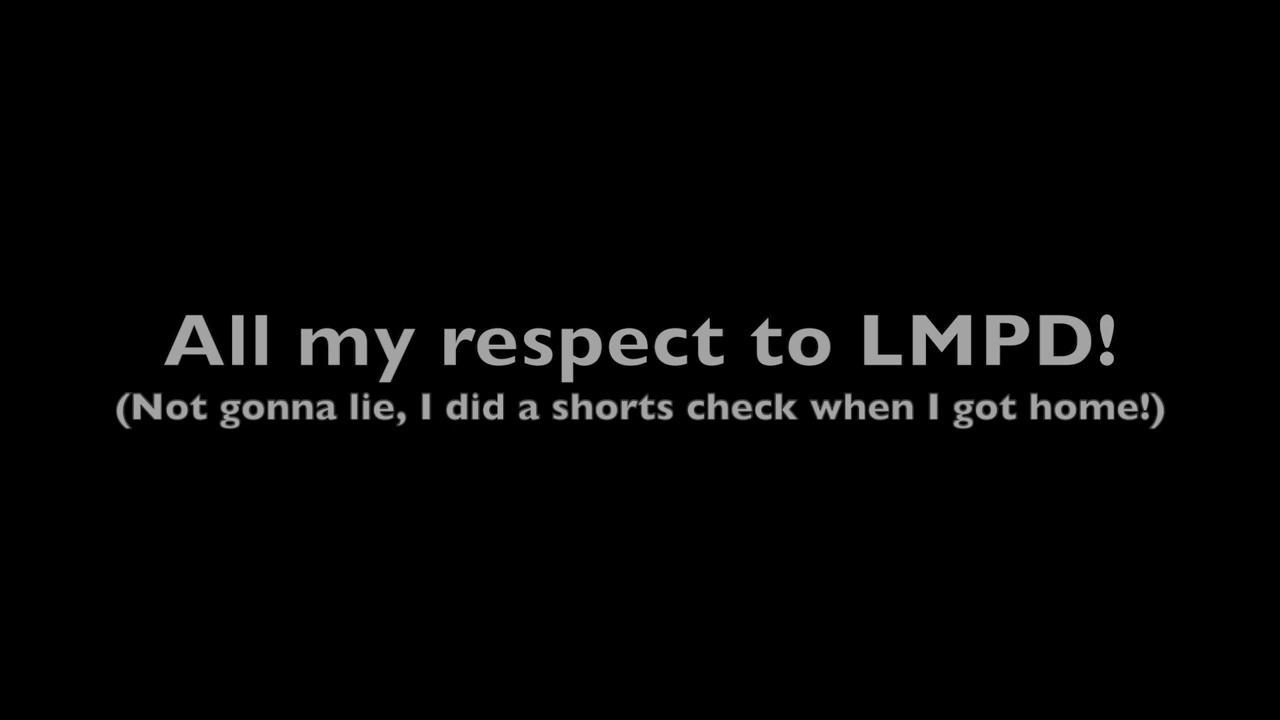 All my respect to LMPD!
(Not gonna lie, I did a shorts check when I got home!)